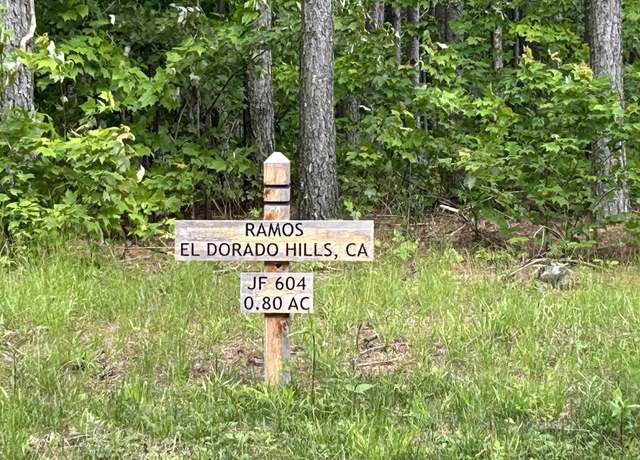 RAMOS
EL DORADO HILLS, CA
JF 604
0.80 AC